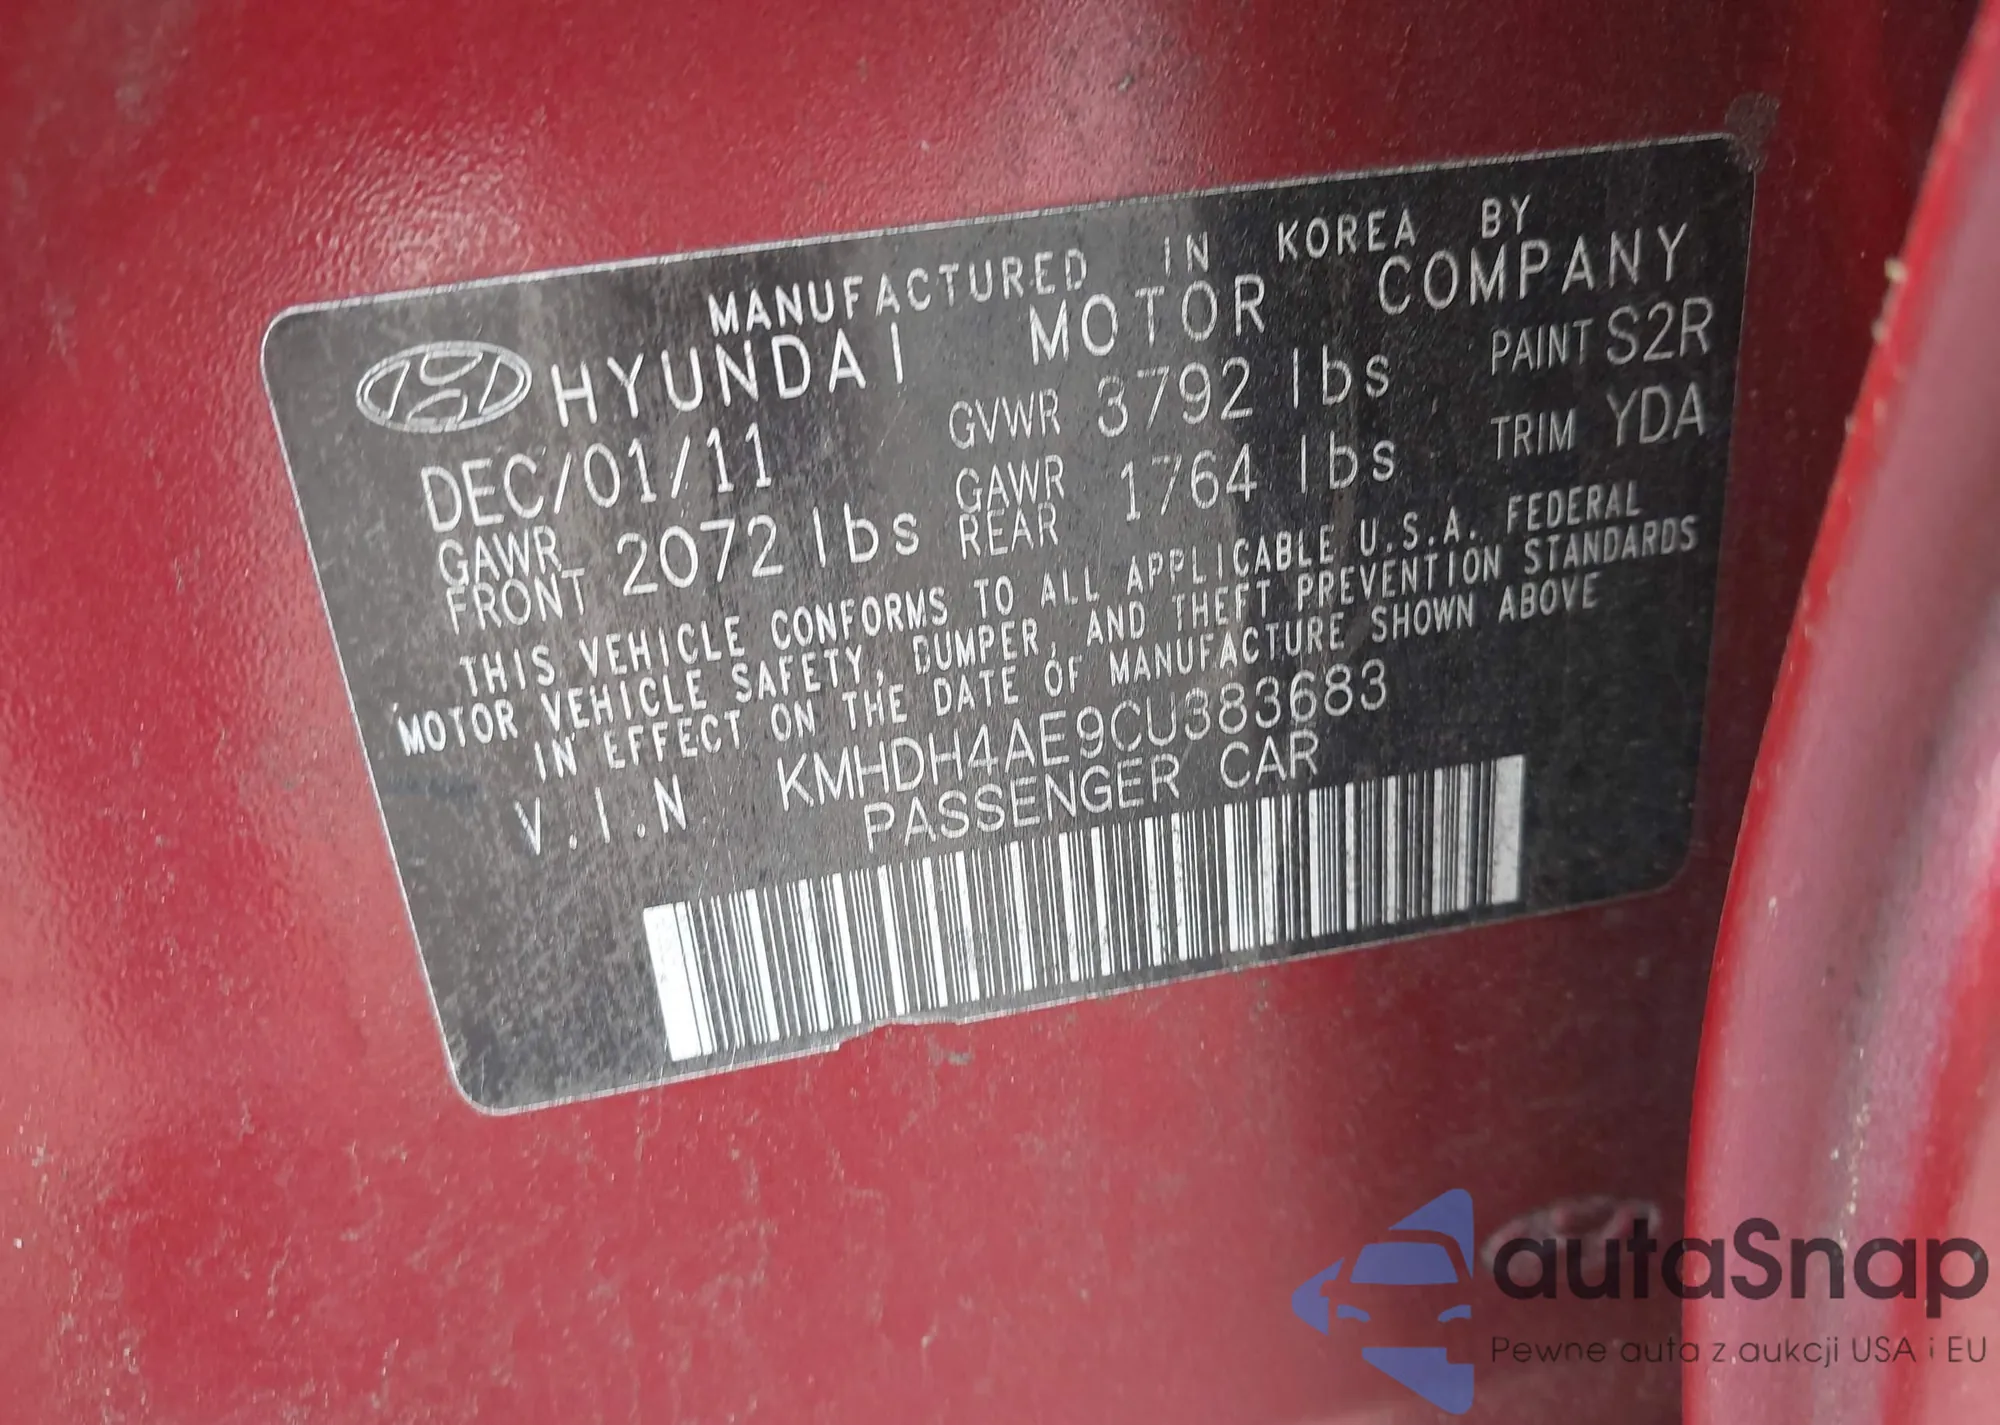 MANUFACTURED IN KOREA BY
HYUNDAI MOTOR COMPANY
DEC/01/11 GVWR 3792 lbs PAINT S2R
GAWR FRONT 2072 lbs GAWR REAR 1764 lbs TRIM YDA
THIS VEHICLE CONFORMS TO ALL APPLICABLE U.S.A. FEDERAL
MOTOR VEHICLE SAFETY, BUMPER, AND THEFT PREVENTION STANDARDS
IN EFFECT ON THE DATE OF MANUFACTURE SHOWN ABOVE
V.I.N KMHDH4AE9CU383683
PASSENGER CAR
autaSnap
Pewne auta z aukcji USA i EU